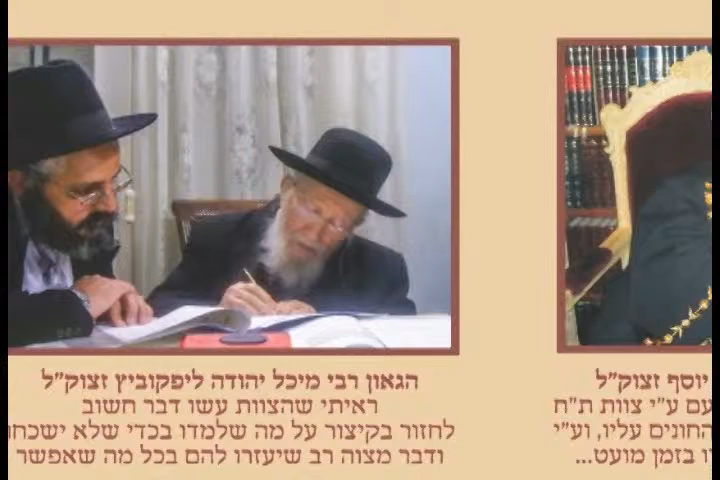 הגאון רבי מיכל יהודה ליפקוביץ זצוק"ל
ראיתי שהצוות עשו דבר חשוב
לחזור בקיצור על מה שלמדו בכדי שלא ישכחו
ודבר מצוה רב שיעזרו להם בכל מה שאפשר
יוסף זצוק"ל
עם ע"י צוות ת"ח
החונים עליו, וע"י
בזמן מועט...